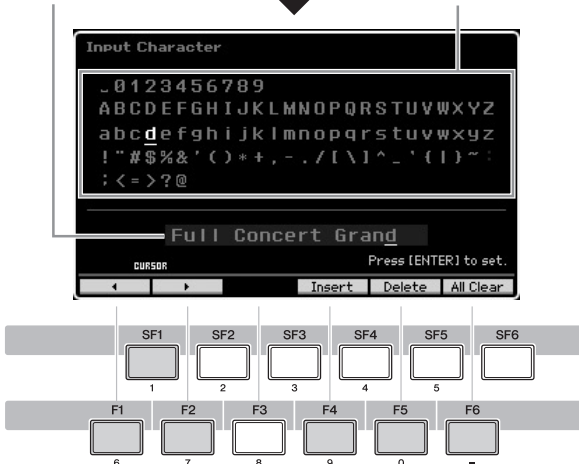 Input Character
˽0123456789
ABCDEFGHIJKLMNOPQRSTUVWXYZ
abcdefghijklmnopqrstuvwxyz
!"#$%&'()*+,-./[\]^_`{|}~:
;<=>?@
Full Concert Grand
Press [ENTER] to set.
CURSOR
Insert Delete All Clear
SF1 SF2 SF3 SF4 SF5 SF6
1 2 3 4 5
F1 F2 F3 F4 F5 F6
6 7 8 9 0 –